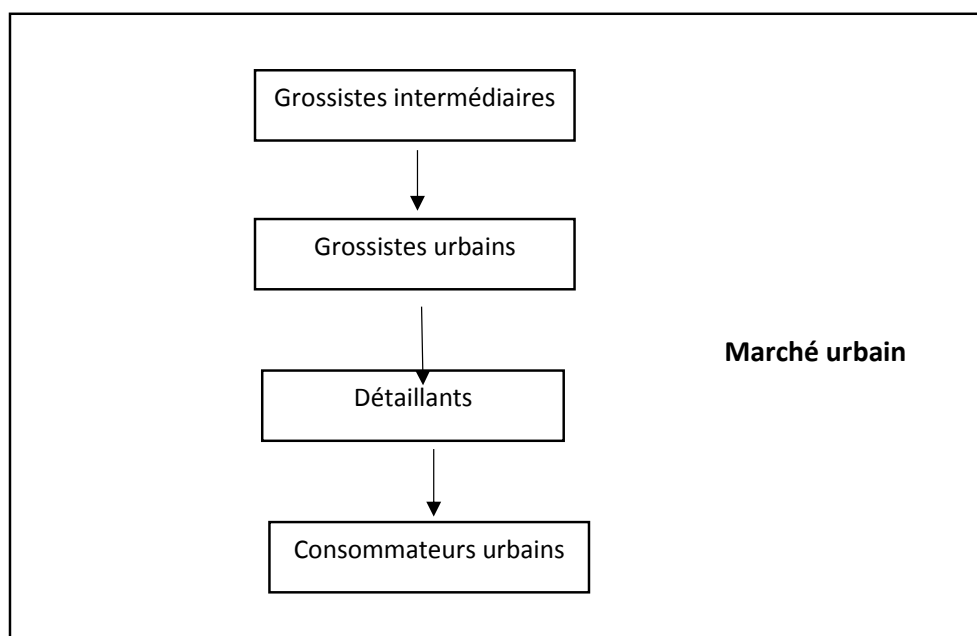 Grossistes intermédiaires
Grossistes urbains
Marché urbain
Détaillants
Consommateurs urbains